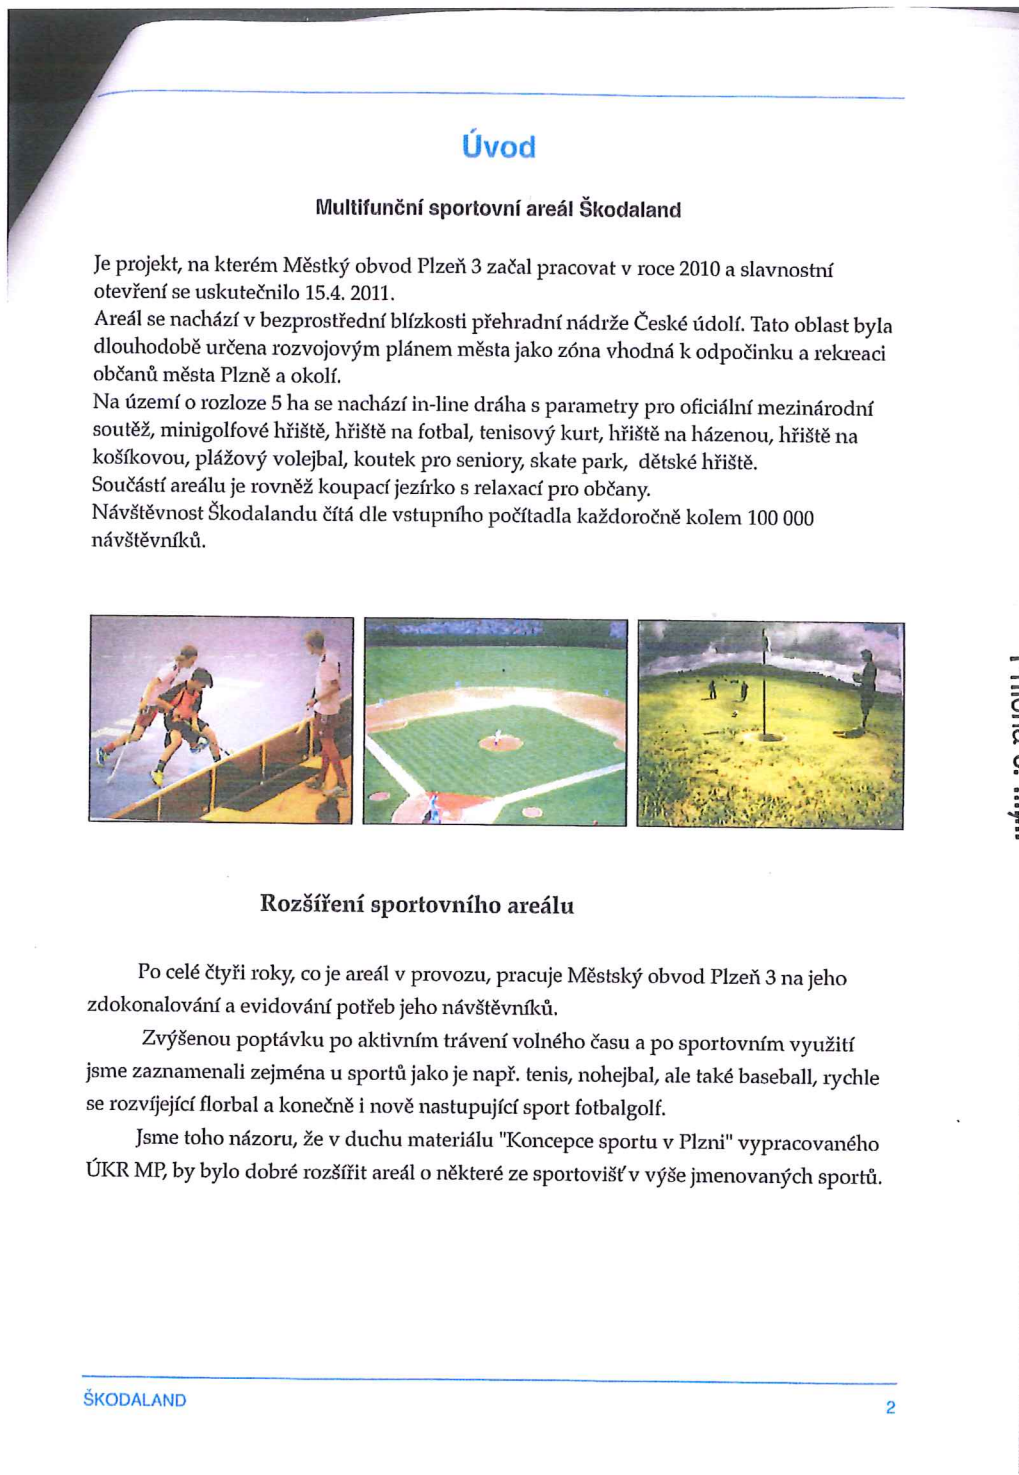 Úvod
Multifunční sportovní areál Škodaland
Je projekt, na kterém Městký obvod Plzeň 3 začal pracovat v roce 2010 a slavnostní
otevření se uskutečnilo 15.4. 2011.
Areál se nachází v bezprostřední blízkosti přehradní nádrže České údolí. Tato oblast byla
dlouhodobě určena rozvojovým plánem města jako zóna vhodná k odpočinku a rekreaci
občanů města Plzně a okolí.
Na území o rozloze 5 ha se nachází in-line dráha s parametry pro oficiální mezinárodní
soutěž, minigolfové hřiště, hřiště na fotbal, tenisový kurt, hřiště na házenou, hřiště na
košíkovou, plážový volejbal, koutek pro seniory, skate park, dětské hřiště.
Součástí areálu je rovněž koupací jezírko s relaxací pro občany.
Návštěvnost Škodalandu čítá dle vstupního počítadla každoročně kolem 100 000
návštěvníků.
Rozšíření sportovního areálu
Po celé čtyři roky, co je areál v provozu, pracuje Městský obvod Plzeň 3 na jeho
zdokonalování a evidování potřeb jeho návštěvníků.
Zvýšenou poptávku po aktivním trávení volného času a po sportovním využití
jsme zaznamenali zejména u sportů jako je např. tenis, nohejbal, ale také baseball, rychle
se rozvíjející florbal a konečně i nově nastupující sport fotbalgolf.
Jsme toho názoru, že v duchu materiálu "Koncepce sportu v Plzni" vypracovaného
ÚKR MP, by bylo dobré rozšířit areál o některé ze sportovišť v výše jmenovaných sportů.
ŠKODALAND
2